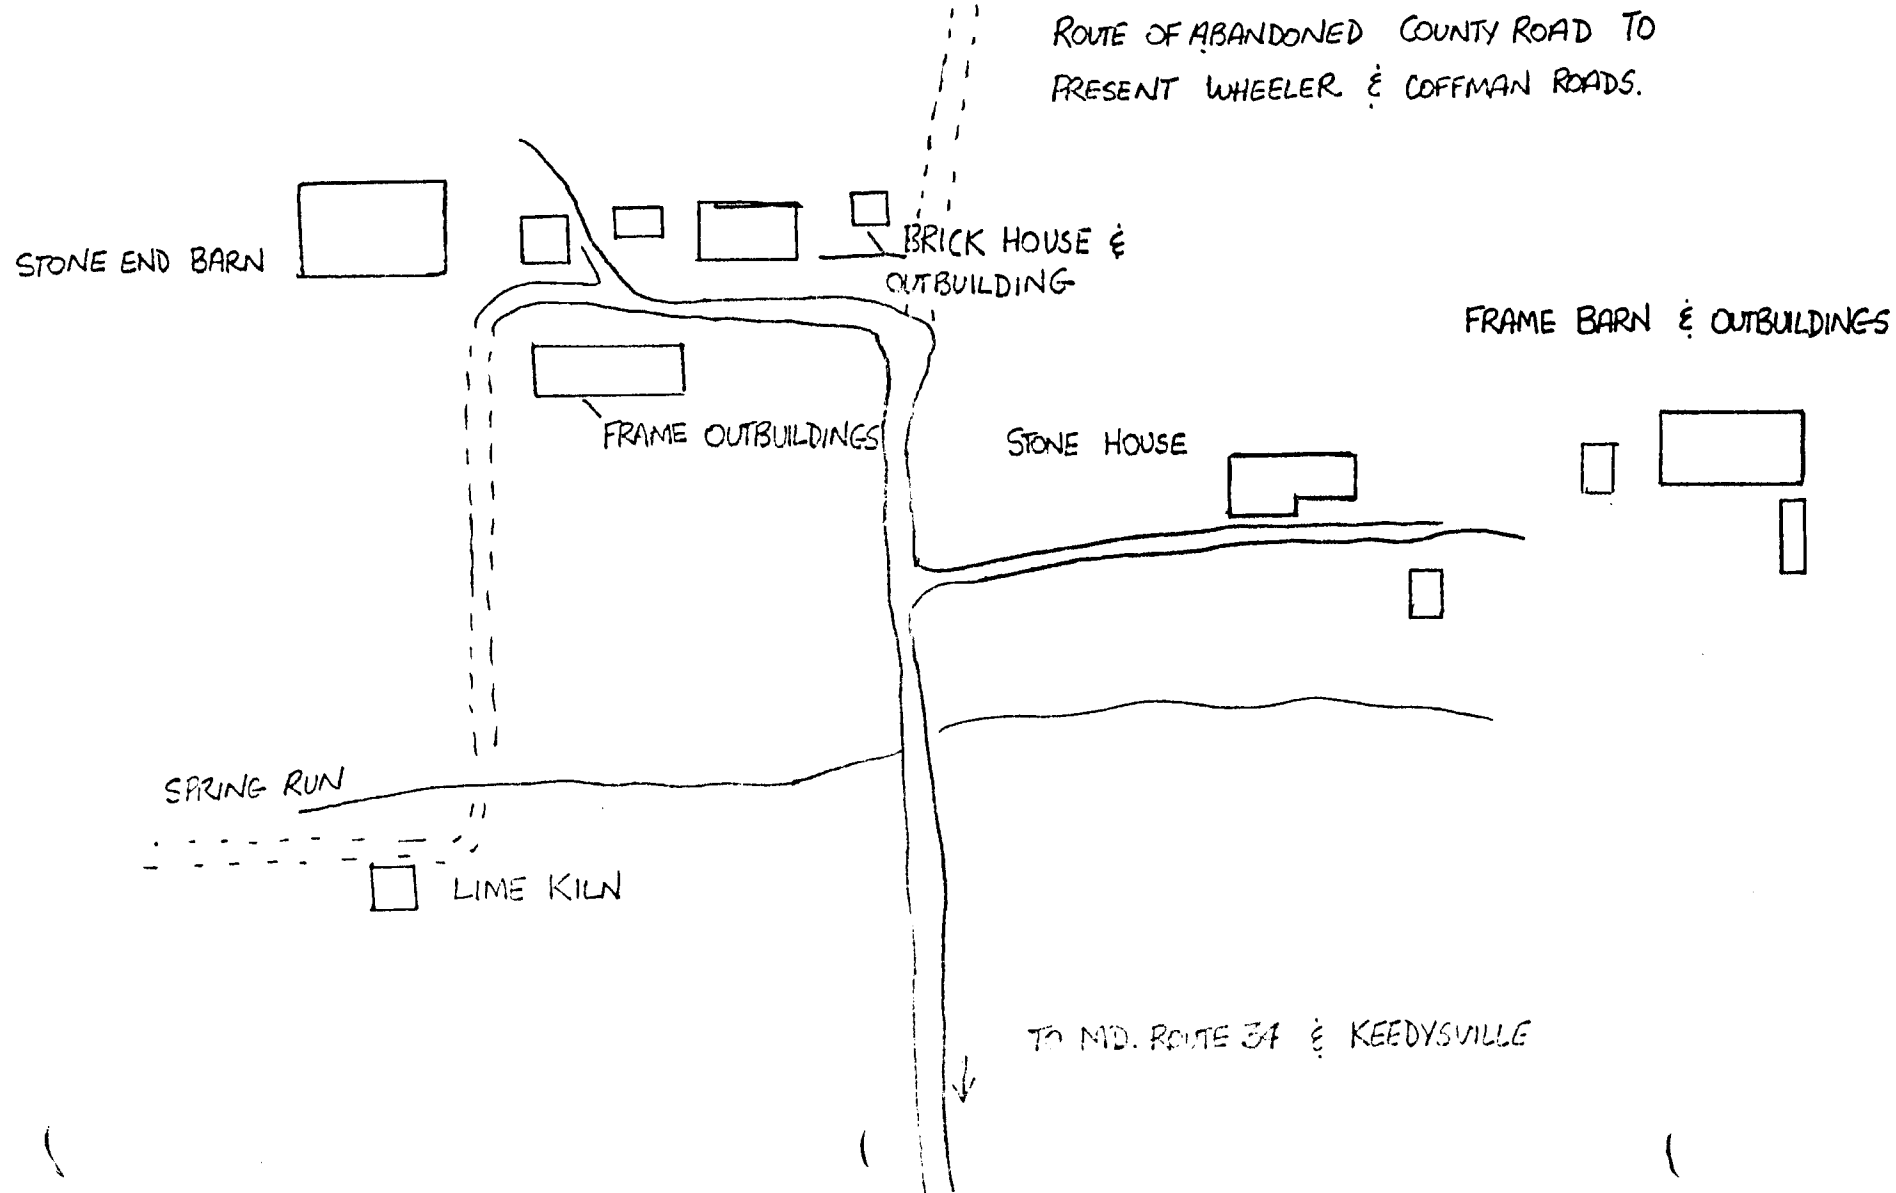 ROUTE OF ABANDONED COUNTY ROAD TO
PRESENT WHEELER & COFFMAN ROADS.
STONE END BARN
BRICK HOUSE &
OUTBUILDING
FRAME BARN & OUTBUILDINGS
FRAME OUTBUILDINGS
STONE HOUSE
SPRING RUN
LIME KILN
TO MD. ROUTE 34 & KEEDYSVILLE